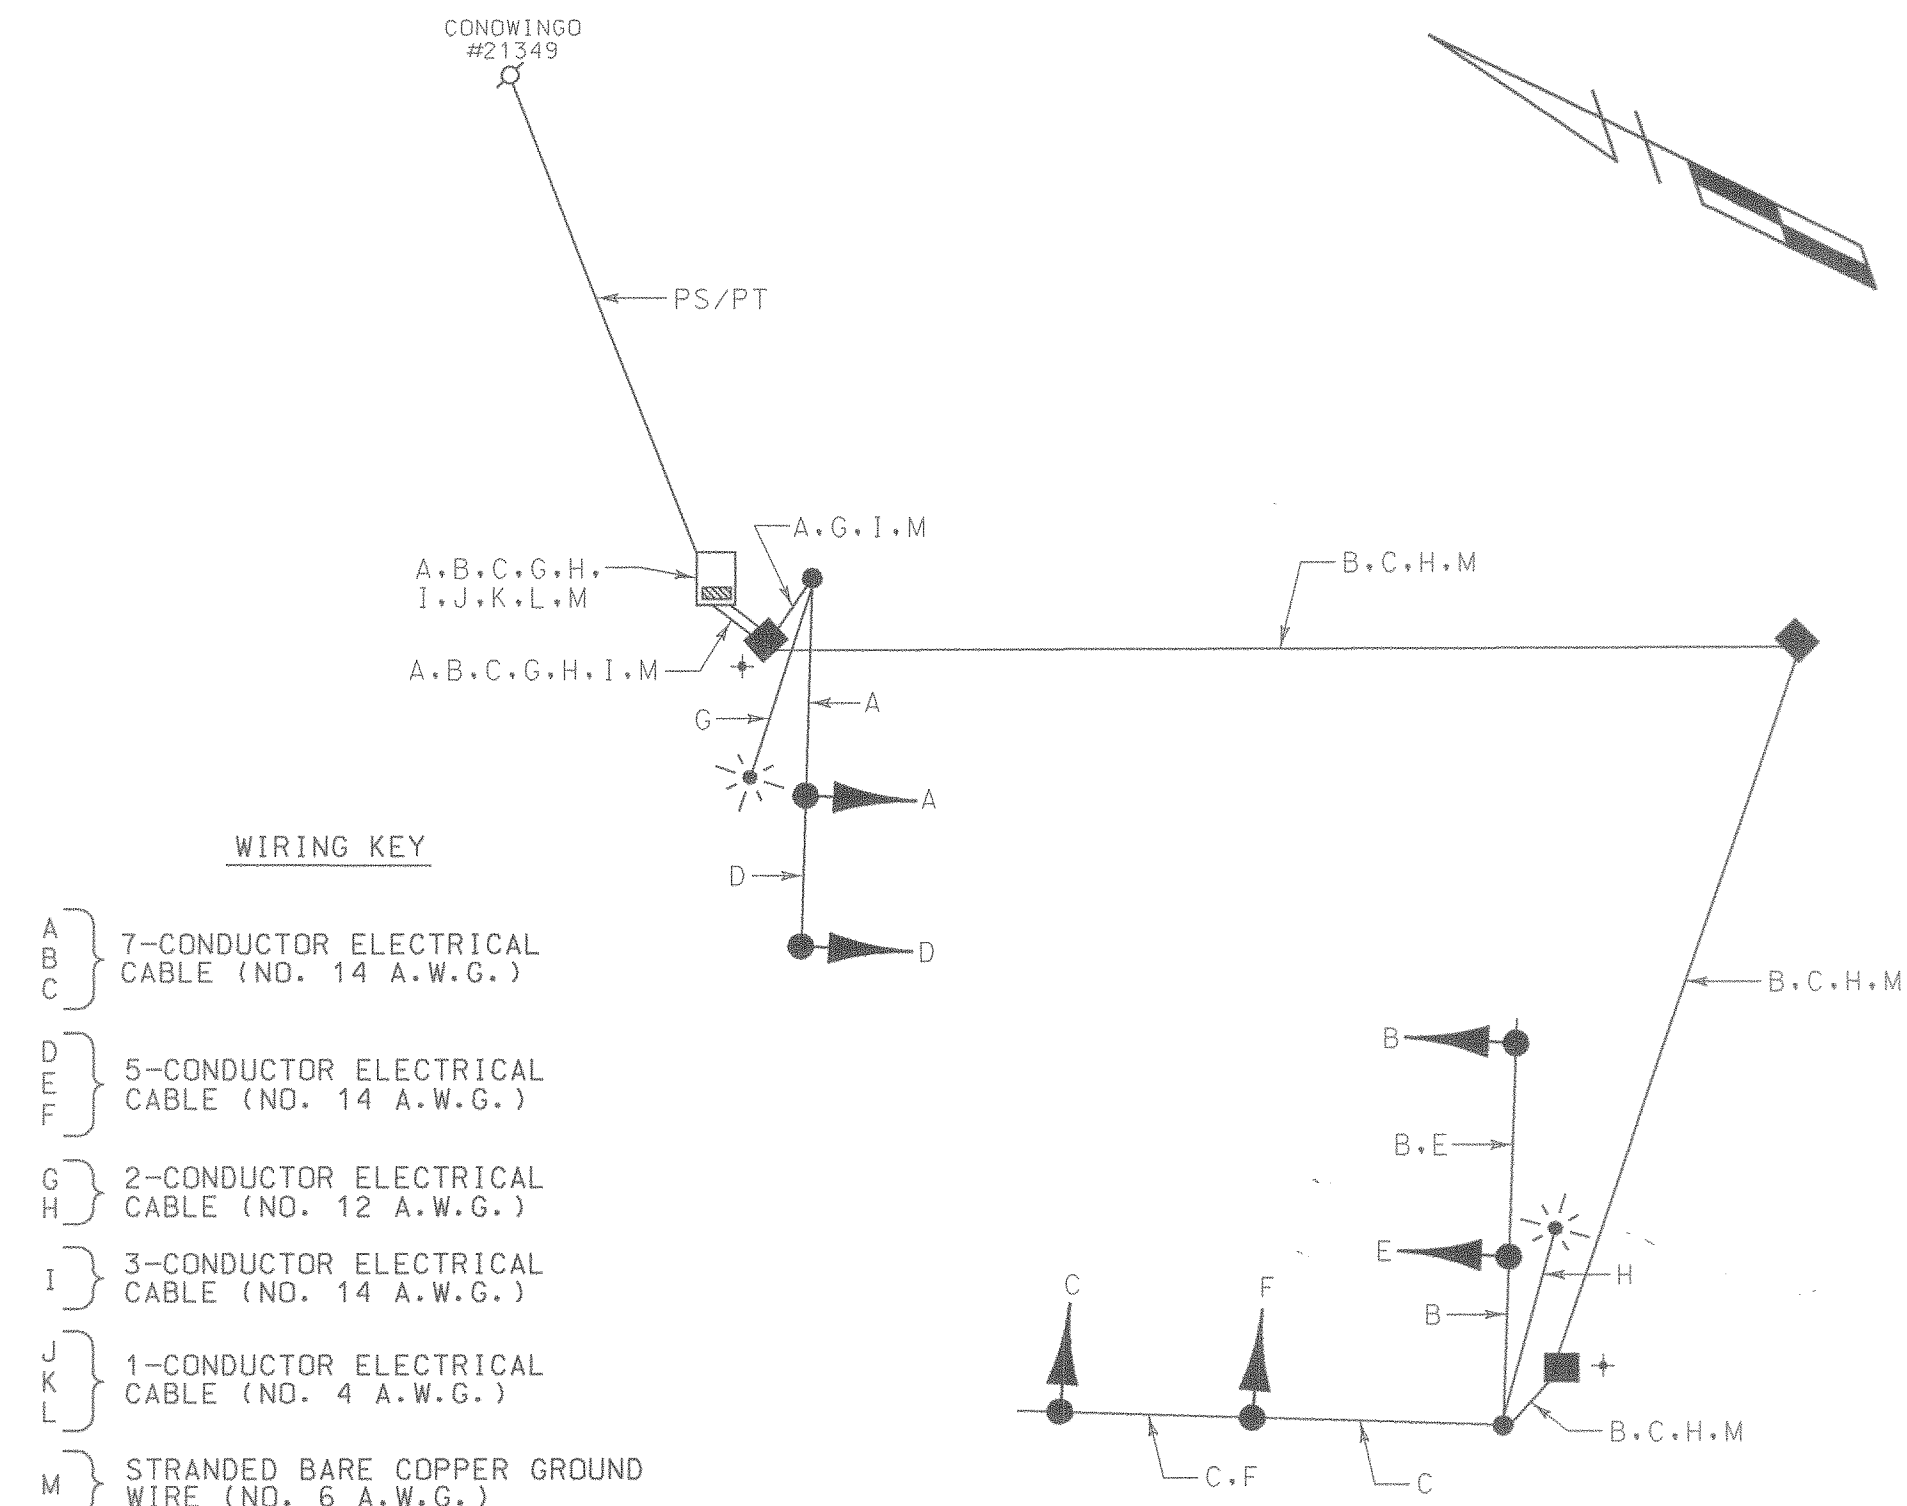 CONOWINGO
#21349
PS/PT
A,G,I,M
A,B,C,G,H,
I,J,K,L,M
B,C,H,M
A,B,C,G,H,I,M
A
G
A
D
D
WIRING KEY
A
B
C
7-CONDUCTOR ELECTRICAL
CABLE (NO. 14 A.W.G.)
D
E
F
5-CONDUCTOR ELECTRICAL
CABLE (NO. 14 A.W.G.)
G
H
2-CONDUCTOR ELECTRICAL
CABLE (NO. 12 A.W.G.)
I
3-CONDUCTOR ELECTRICAL
CABLE (NO. 14 A.W.G.)
J
K
L
1-CONDUCTOR ELECTRICAL
CABLE (NO. 4 A.W.G.)
M
STRANDED BARE COPPER GROUND
WIRE (NO. 6 A.W.G.)
B,C,H,M
B
B,E
E
H
B
C
F
B,C,H,M
C,F
C